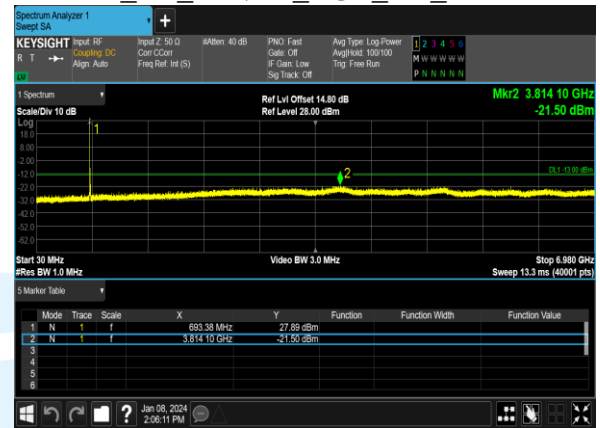 Spectrum Analyzer 1
Swept SA
KEYSIGHT
R T
Input: RF
Coupling: DC
Align: Auto
Input Z: 50 Ω
Corr CCorr
Freq Ref: Int (S)
#Atten: 40 dB
PNO: Fast
Gate: Off
IF Gain: Low
Sig Track: Off
Avg Type: Log-Power
Avg|Hold: 100/100
Trig: Free Run
1 2 3 4 5 6
M W W W W W
P N N N N N
1 Spectrum
Scale/Div 10 dB
Ref Lvl Offset 14.80 dB
Ref Level 28.00 dBm
Mkr2 3.814 10 GHz
-21.50 dBm
Log
18.0
8.00
-2.00
-12.0
-22.0
-32.0
-42.0
-52.0
-62.0
1
2
DL1 -13.00 dBm
Start 30 MHz
#Res BW 1.0 MHz
Video BW 3.0 MHz
Stop 6.980 GHz
Sweep 13.3 ms (40001 pts)
5 Marker Table
Mode Trace Scale X Y Function Function Width Function Value
1 N 1 f 693.38 MHz 27.89 dBm
2 N 1 f 3.814 10 GHz -21.50 dBm
3
4
5
6
?
Jan 08, 2024
2:06:11 PM